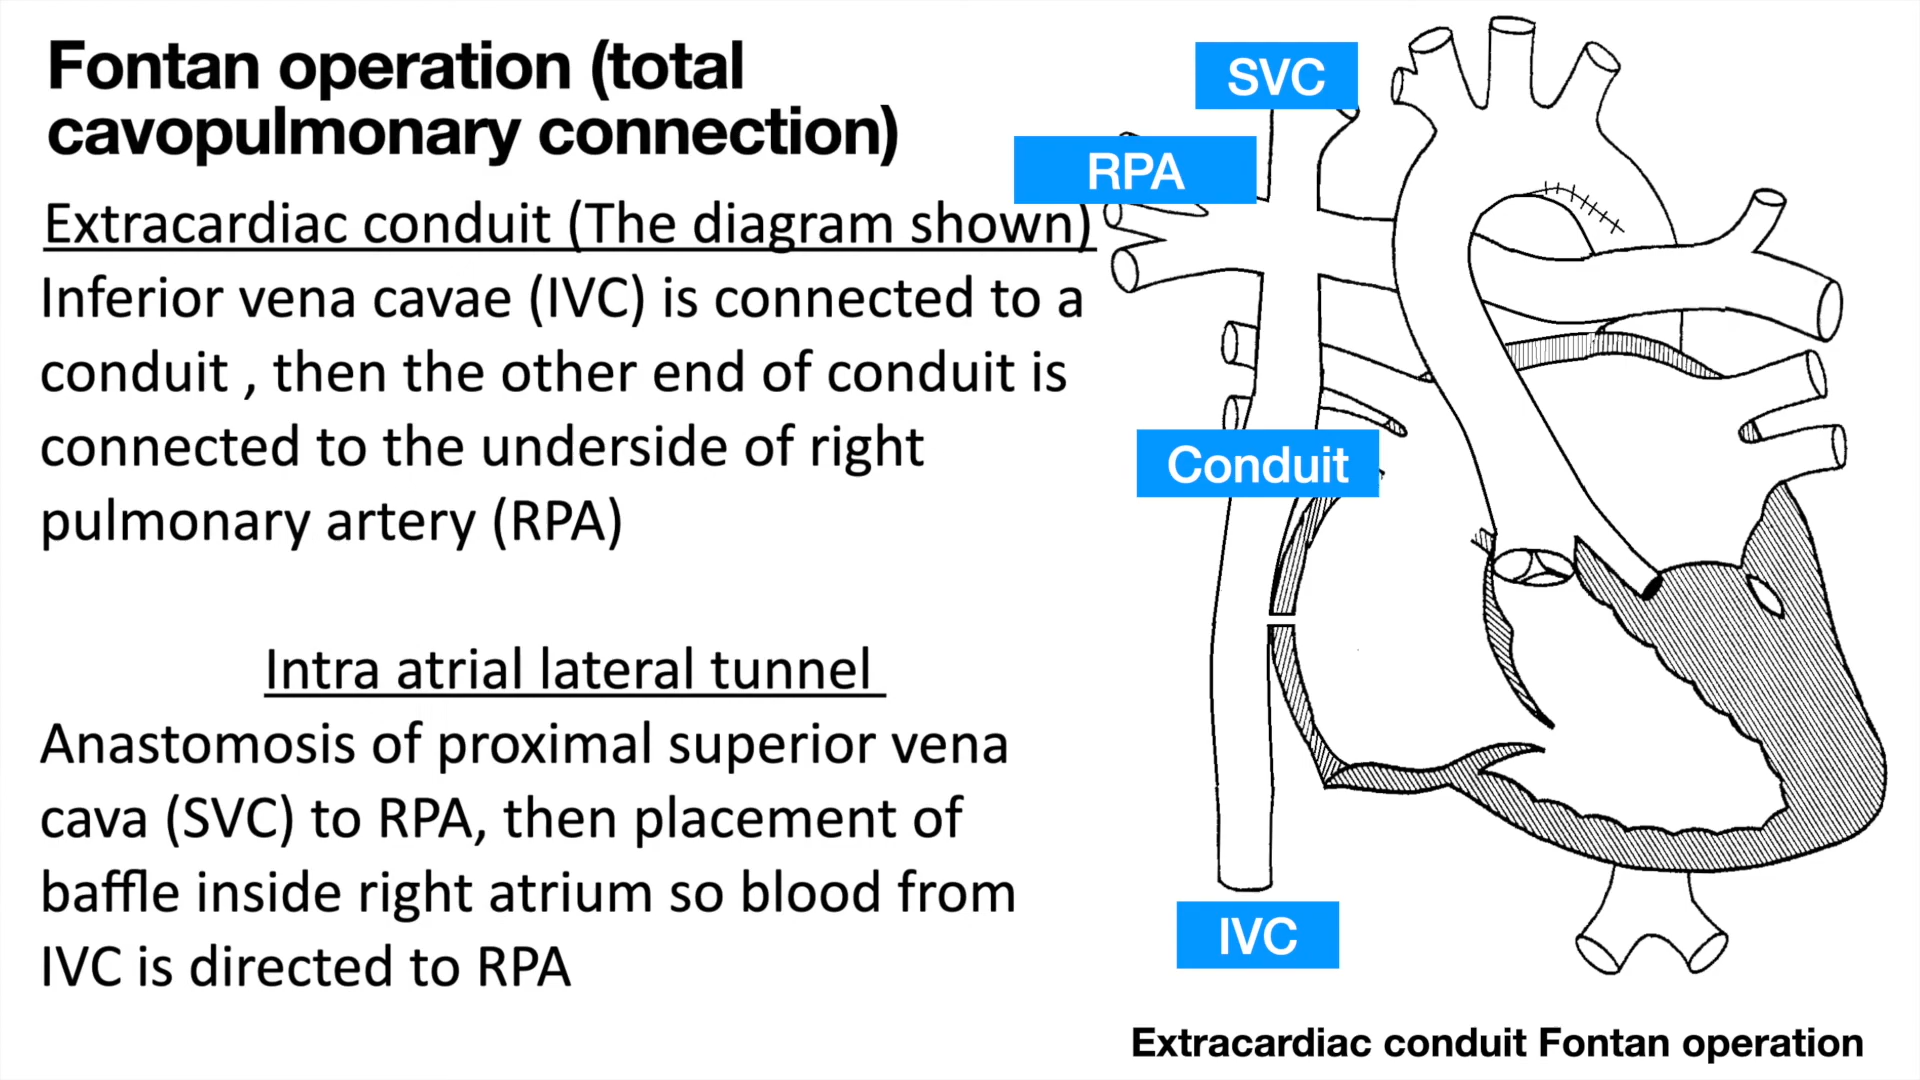 Fontan operation (total
cavopulmonary connection)
Extracardiac conduit (The diagram shown)
Inferior vena cavae (IVC) is connected to a
conduit , then the other end of conduit is
connected to the underside of right
pulmonary artery (RPA)
Intra atrial lateral tunnel
Anastomosis of proximal superior vena
cava (SVC) to RPA, then placement of
baffle inside right atrium so blood from
IVC is directed to RPA
SVC
RPA
Conduit
IVC
Extracardiac conduit Fontan operation